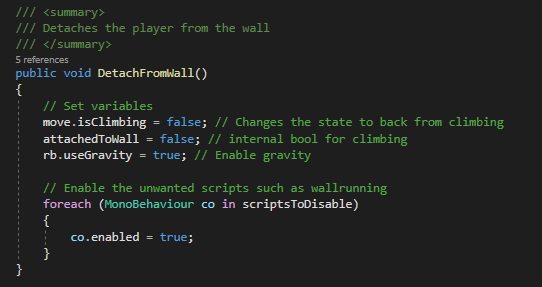 /// <summary>
/// Detaches the player from the wall
/// </summary>
5 references
public void DetachFromWall()
{
    // Set variables
    move.isClimbing = false; // Changes the state to back from climbing
    attachedToWall = false; // internal bool for climbing
    rb.useGravity = true; // Enable gravity

    // Enable the unwanted scripts such as wallrunning
    foreach (MonoBehaviour co in scriptsToDisable)
    {
        co.enabled = true;
    }
}